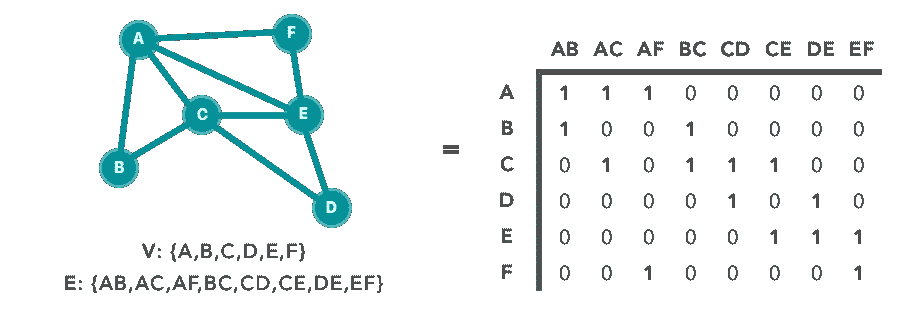 A
F
C
E
B
D
V: {A,B,C,D,E,F}
E: {AB,AC,AF,BC,CD,CE,DE,EF}
=
AB AC AF BC CD CE DE EF
A 1 1 1 0 0 0 0 0
B 1 0 0 1 0 0 0 0
C 0 1 0 1 1 1 0 0
D 0 0 0 0 1 0 1 0
E 0 0 0 0 0 1 1 1
F 0 0 1 0 0 0 0 1